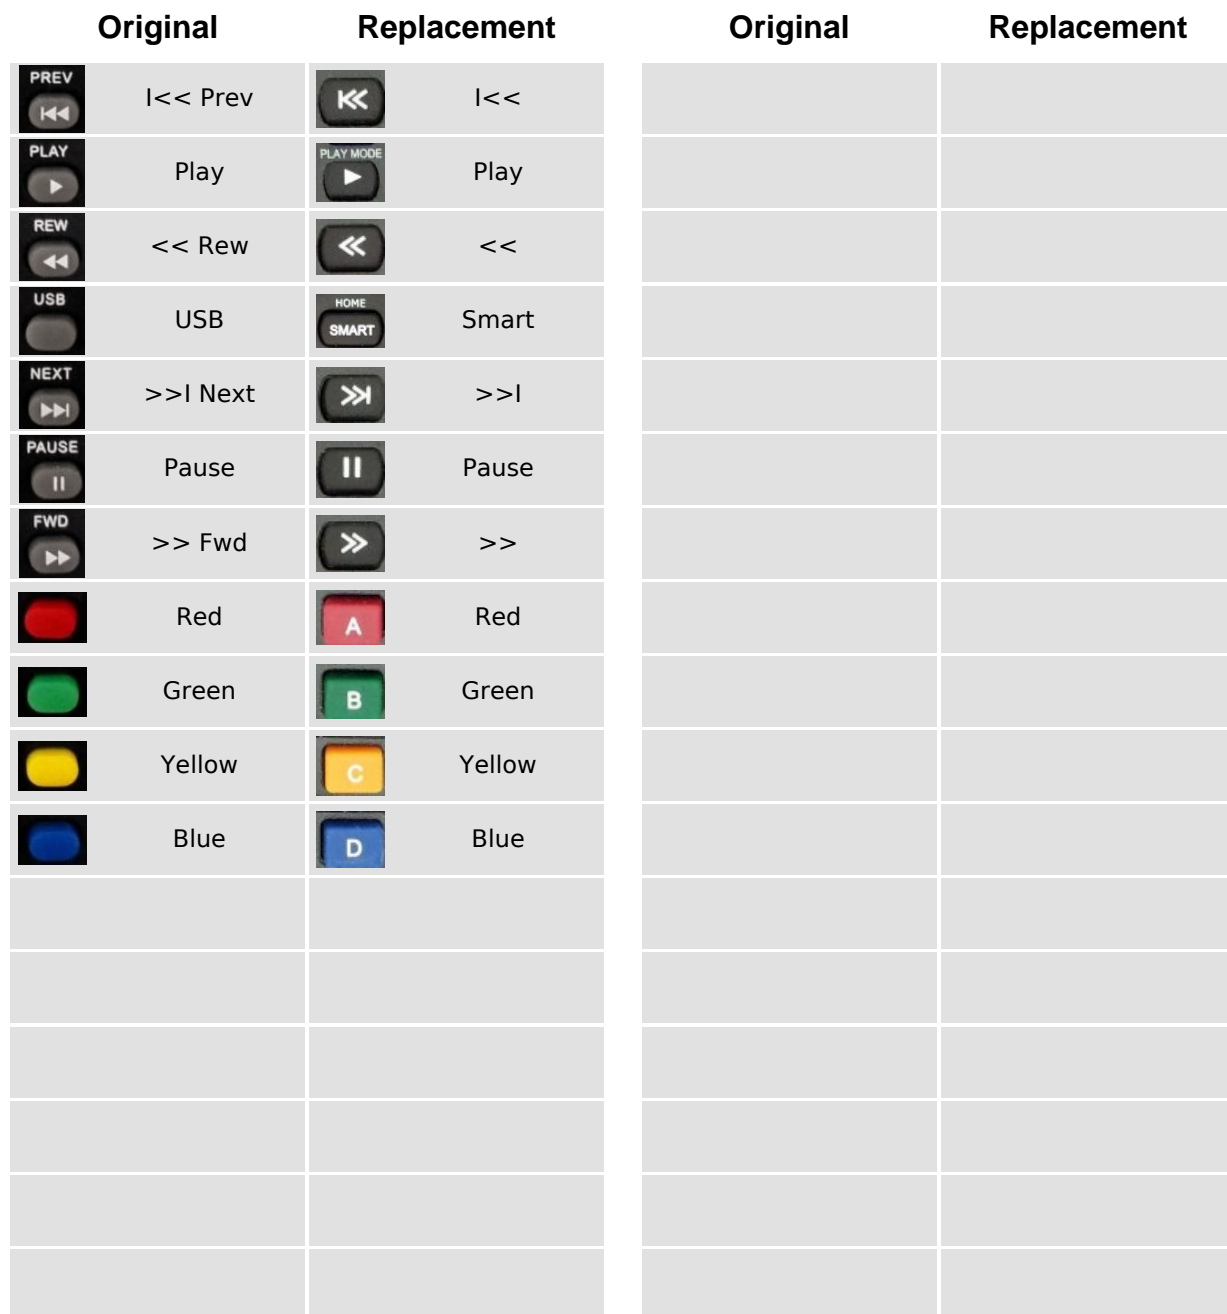 Original Replacement Original Replacement
PREV I<< Prev I<<
PLAY Play PLAY MODE Play
REW << Rew <<
USB USB HOME SMART Smart
NEXT >>I Next >>I
PAUSE Pause Pause
FWD >> Fwd >>
Red A Red
Green B Green
Yellow C Yellow
Blue D Blue